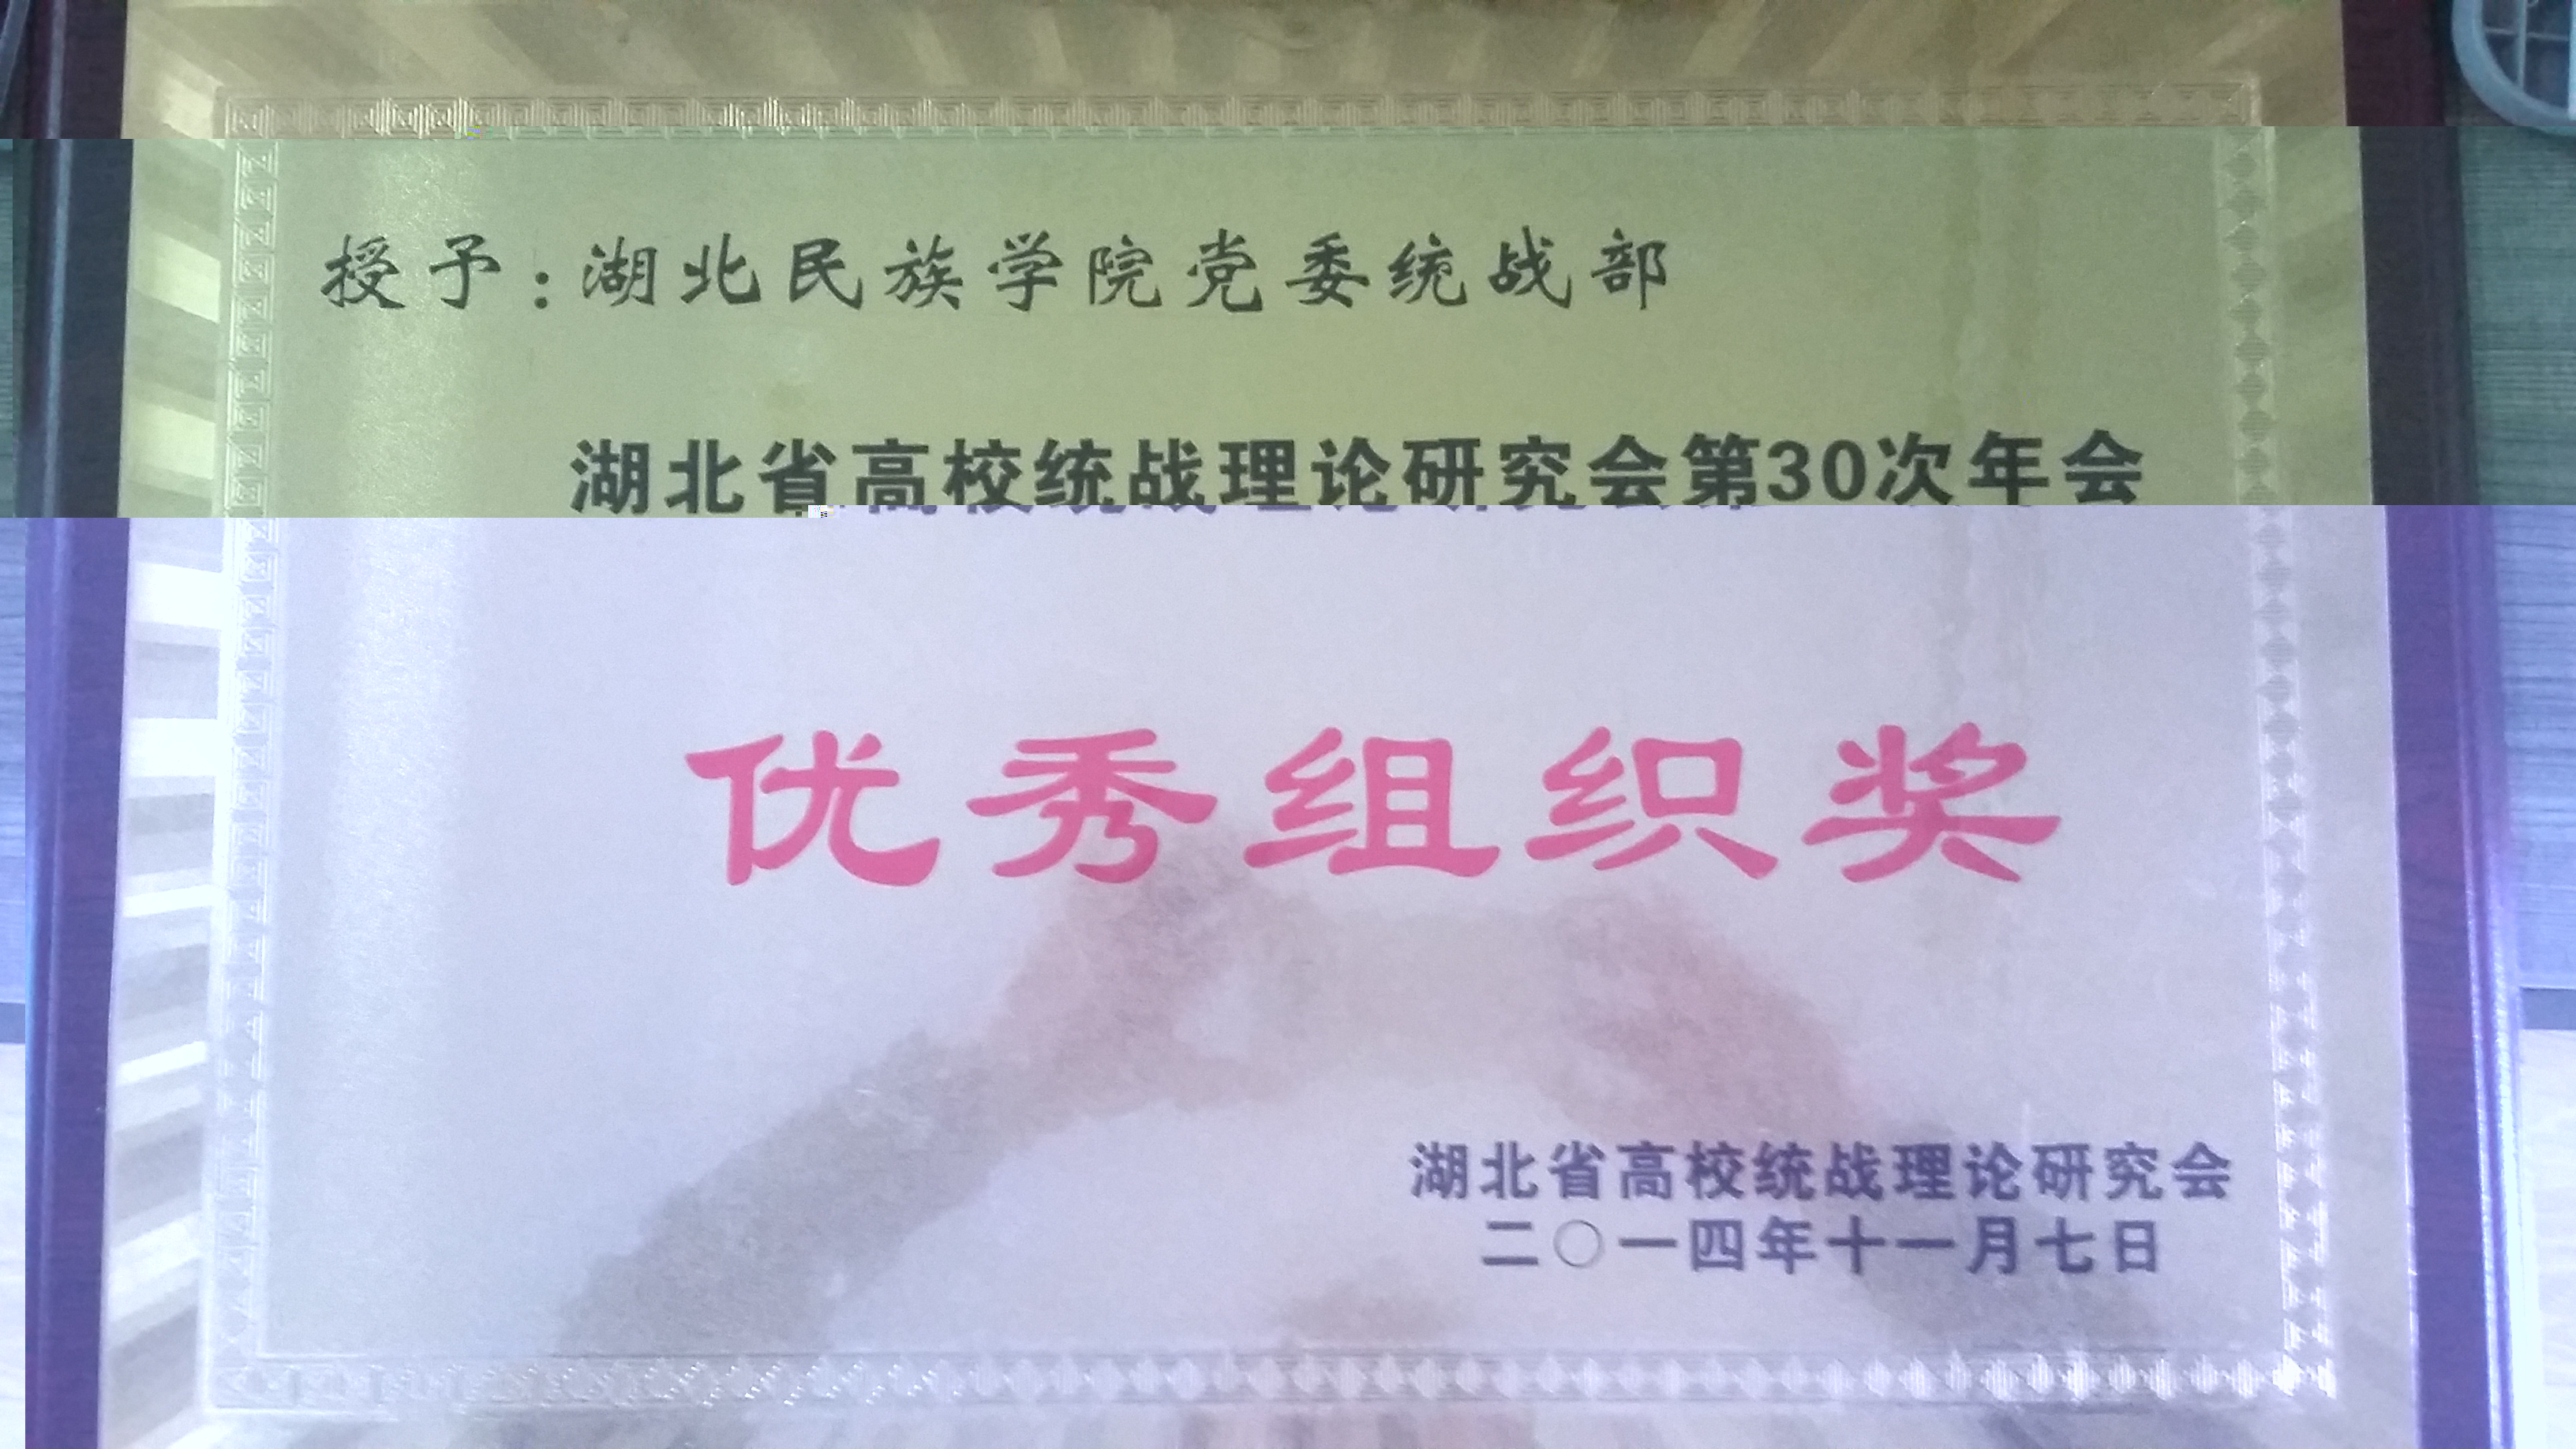 授予：湖北民族学院党委统战部
湖北省高校统战理论研究会第30次年会
优秀组织奖
湖北省高校统战理论研究会
二〇一四年十一月七日